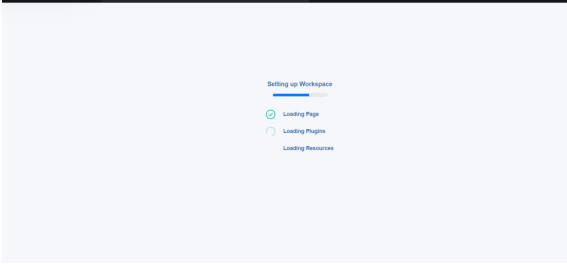 Setting up Workspace
Loading Page
Loading Plugins
Loading Resources